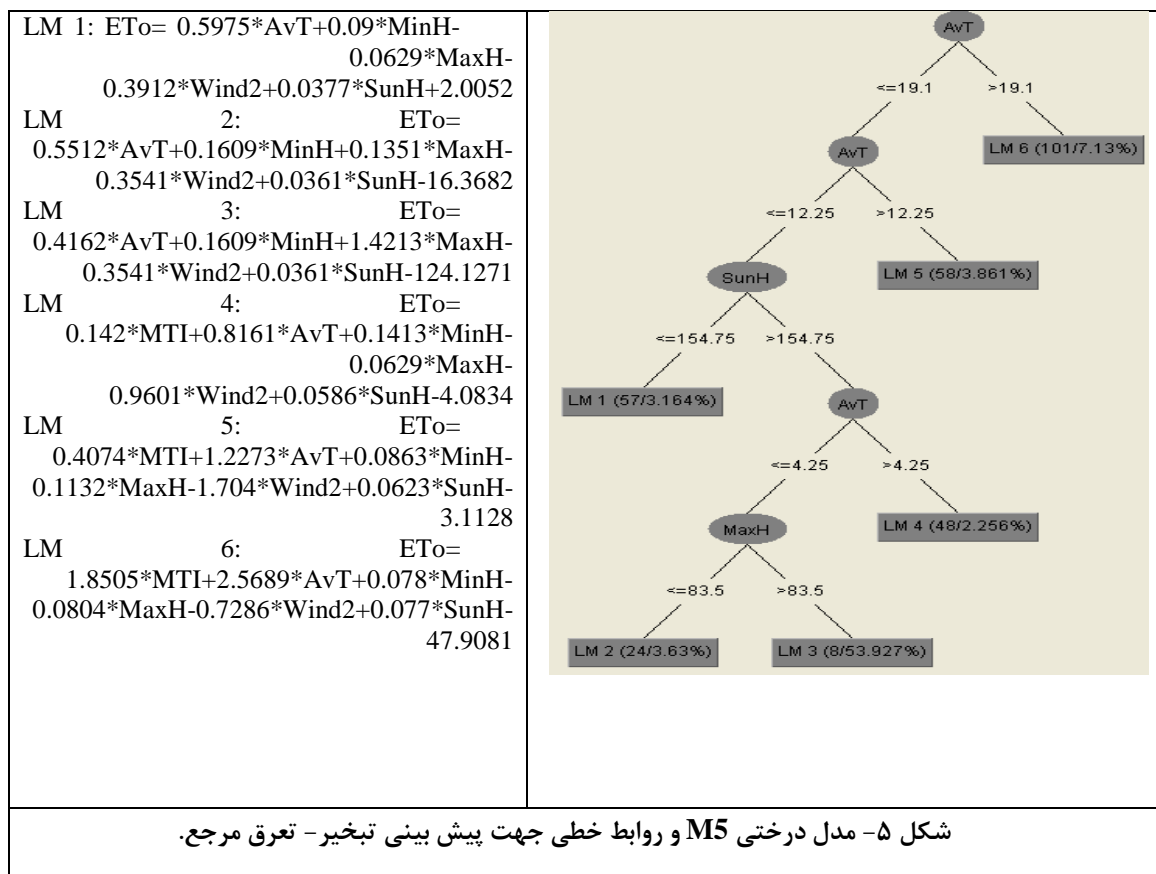 LM 1: ETo= 0.5975*AvT+0.09*MinH-
0.0629*MaxH-
0.3912*Wind2+0.0377*SunH+2.0052
LM 2: ETo=
0.5512*AvT+0.1609*MinH+0.1351*MaxH-
0.3541*Wind2+0.0361*SunH-16.3682
LM 3: ETo=
0.4162*AvT+0.1609*MinH+1.4213*MaxH-
0.3541*Wind2+0.0361*SunH-124.1271
LM 4: ETo=
0.142*MTI+0.8161*AvT+0.1413*MinH-
0.0629*MaxH-
0.9601*Wind2+0.0586*SunH-4.0834
LM 5: ETo=
0.4074*MTI+1.2273*AvT+0.0863*MinH-
0.1132*MaxH-1.704*Wind2+0.0623*SunH-
3.1128
LM 6: ETo=
1.8505*MTI+2.5689*AvT+0.078*MinH-
0.0804*MaxH-0.7286*Wind2+0.077*SunH-
47.9081
AvT
<=19.1 >19.1
AvT
LM 6 (101/7.13%)
<=12.25 >12.25
SunH
LM 5 (58/3.861%)
<=154.75 >154.75
LM 1 (57/3.164%)
AvT
<=4.25 >4.25
MaxH
LM 4 (48/2.256%)
<=83.5 >83.5
LM 2 (24/3.63%)
LM 3 (8/53.927%)
شکل ۵- مدل درختی M5 و روابط خطی جهت پیش بینی تبخیر- تعرق مرجع.